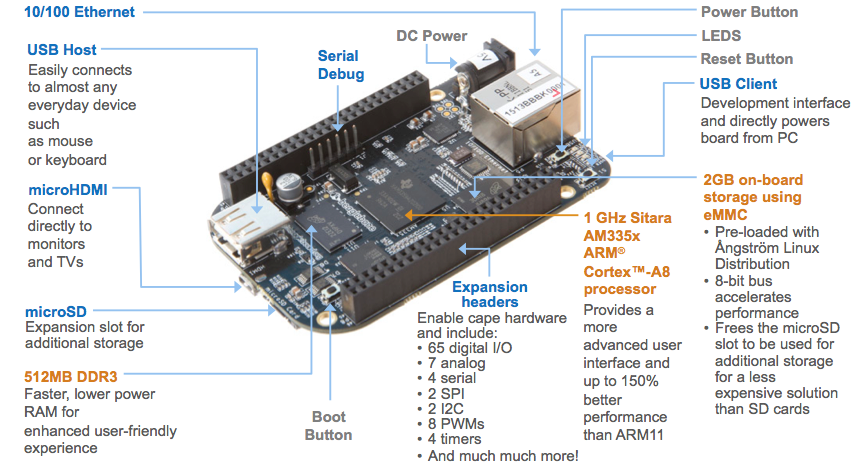 10/100 Ethernet
USB Host
Easily connects
to almost any
everyday device
such
as mouse
or keyboard
microHDMI
Connect
directly to
monitors
and TVs
microSD
Expansion slot for
additional storage
512MB DDR3
Faster, lower power
RAM for
enhanced user-friendly
experience
Serial
Debug
DC Power
5V
1513BBBK0001
Boot
Button
Expansion
headers
Enable cape hardware
and include:
• 65 digital I/O
• 7 analog
• 4 serial
• 2 SPI
• 2 I2C
• 8 PWMs
• 4 timers
• And much much more!
1 GHz Sitara
AM335x
ARM®
Cortex™-A8
processor
Provides a
more
advanced user
interface and
up to 150%
better
performance
than ARM11
Power Button
LEDS
Reset Button
USB Client
Development interface
and directly powers
board from PC
2GB on-board
storage using
eMMC
• Pre-loaded with
Ångström Linux
Distribution
• 8-bit bus
accelerates
performance
• Frees the microSD
slot to be used for
additional storage
for a less
expensive solution
than SD cards